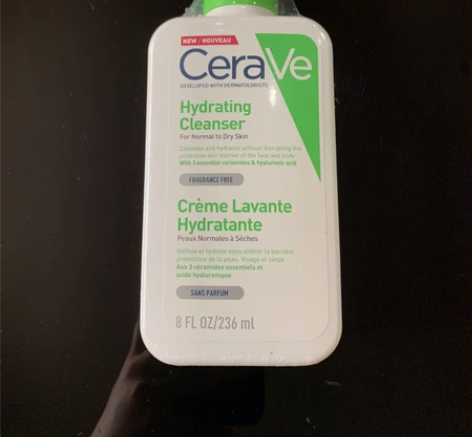 NEW / NOUVEAU
CeraVe
DEVELOPED WITH DERMATOLOGISTS
Hydrating
Cleanser
For Normal to Dry Skin
Cleanses and hydrates without disrupting the
protective skin barrier of the face and body
With 3 essential ceramides & hyaluronic acid
FRAGRANCE FREE
Crème Lavante
Hydratante
Peaux Normales à Sèches
Nettoie et hydrate sans altérer la barrière
protectrice de la peau. Visage et corps
Aux 3 céramides essentiels et
acide hyaluronique
SANS PARFUM
8 FL OZ/236 ml